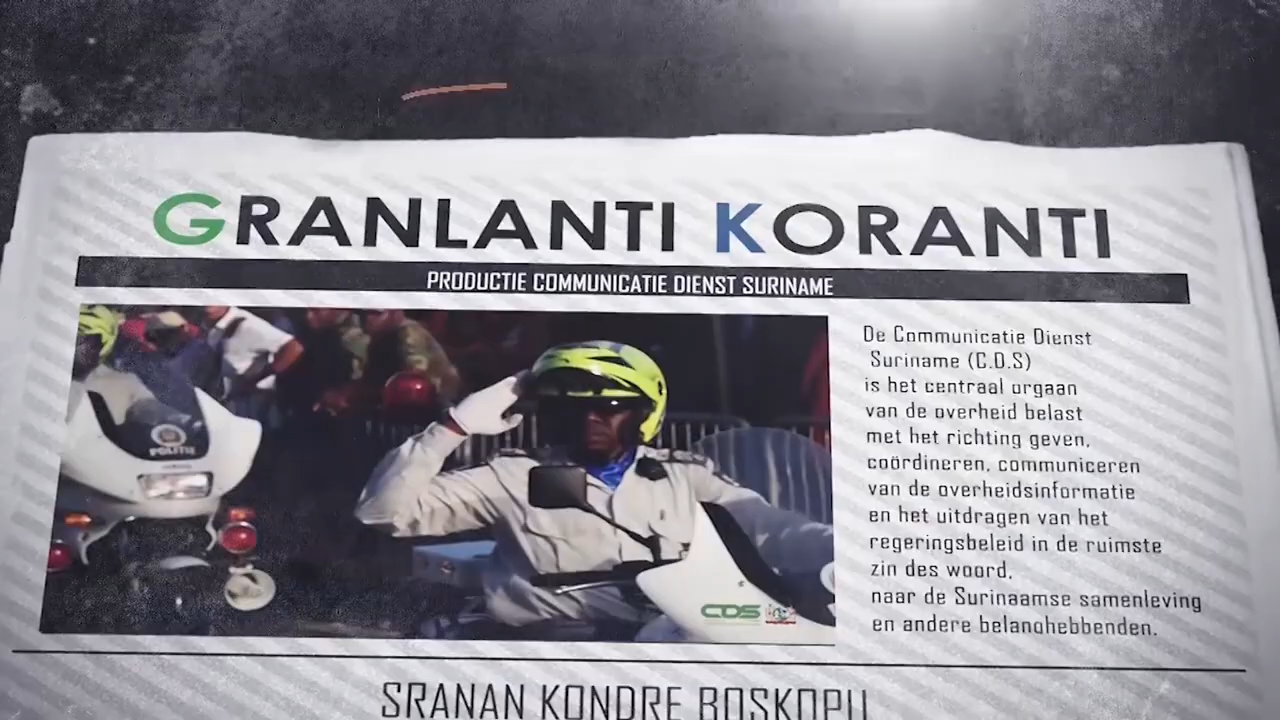 GRANLANTI KORANTI
PRODUCTIE COMMUNICATIE DIENST SURINAME
POLITIE
CDS
De Communicatie Dienst
Suriname (C.D.S)
is het centraal orgaan
van de overheid belast
met het richting geven,
coördineren, communiceren
van de overheidsinformatie
en het uitdragen van het
regeringsbeleid in de ruimste
zin des woord,
naar de Surinaamse samenleving
en andere belanghebbenden.
SRANAN KONDRE BOSKOPU